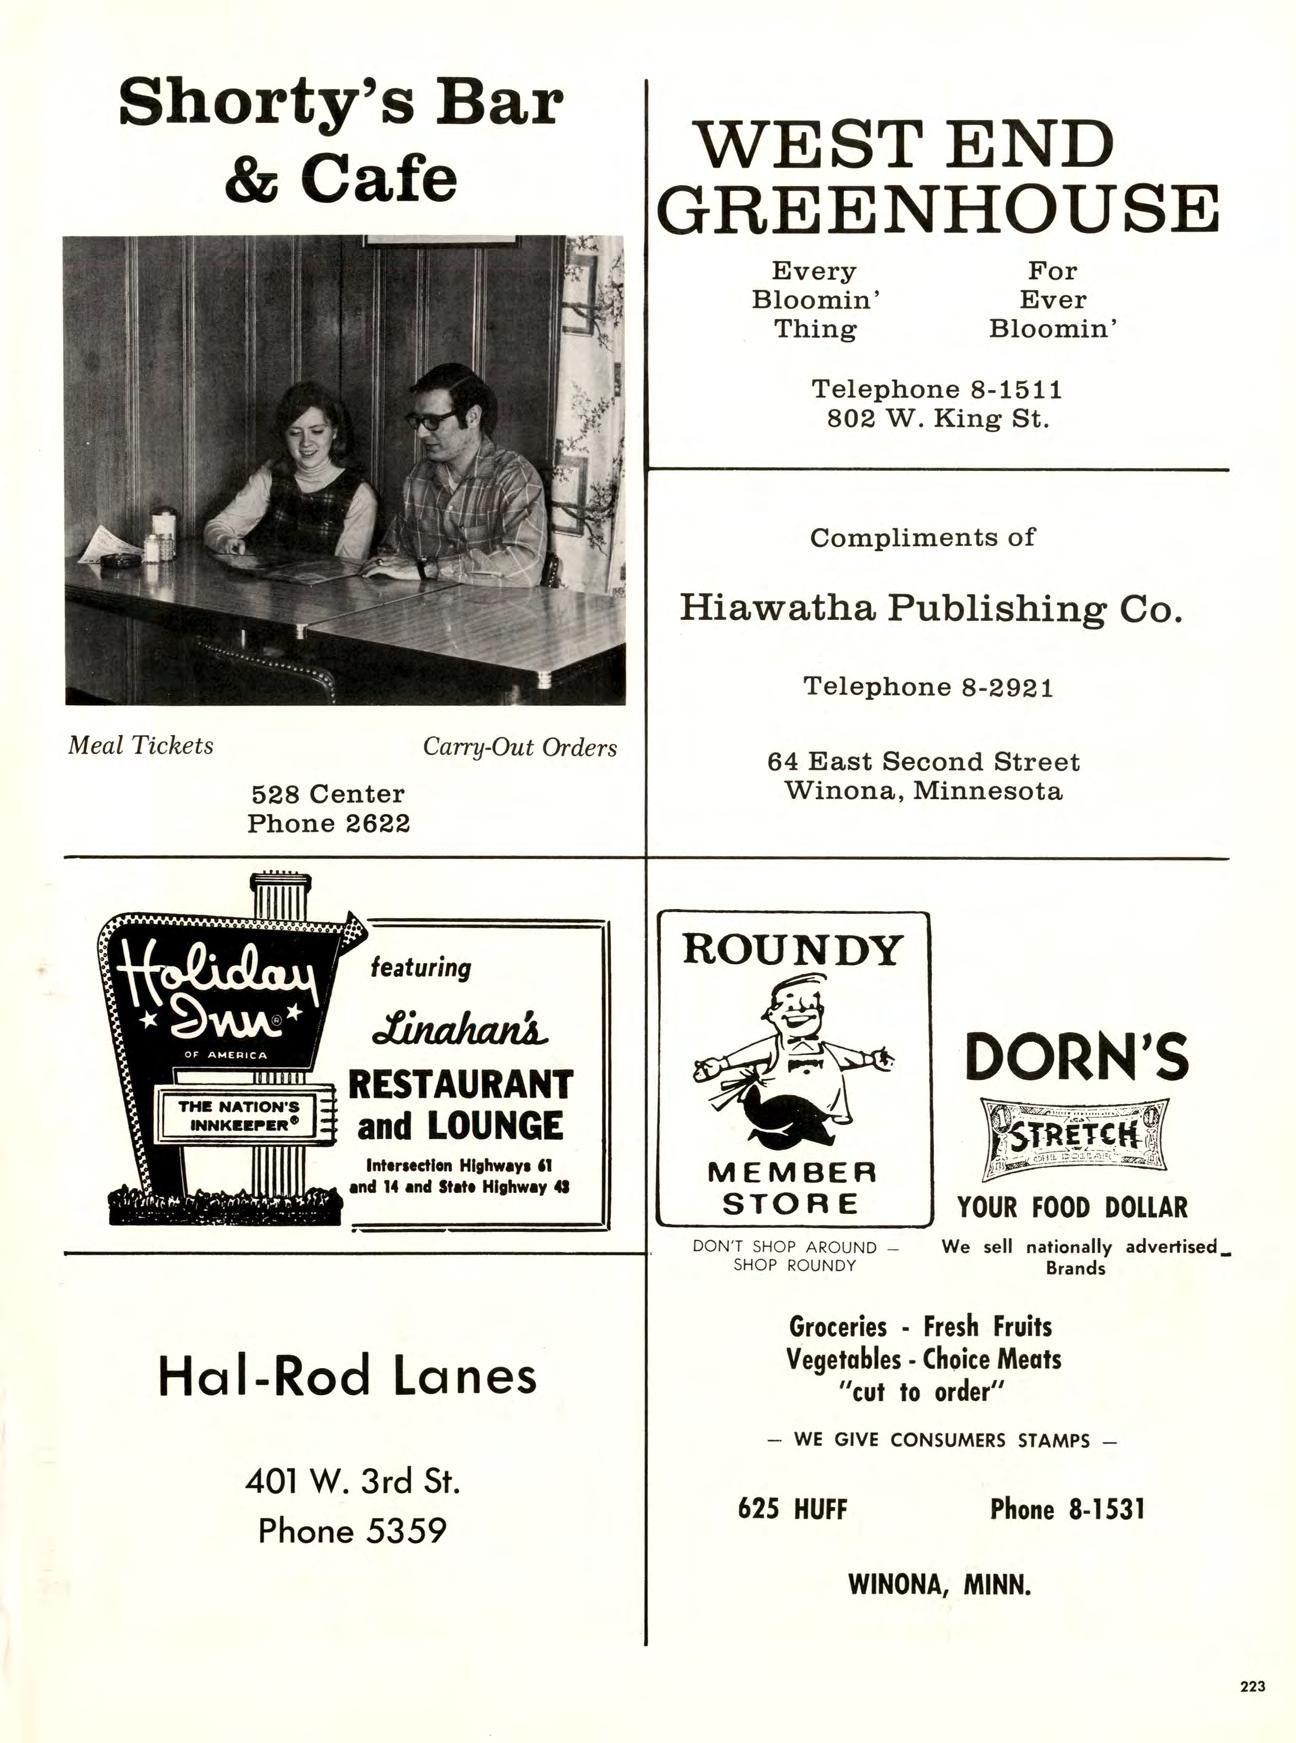 Shorty's Bar
& Cafe
Meal Tickets
Carry-Out Orders
528 Center
Phone 2622
WEST END
GREENHOUSE
Every
Bloomin'
Thing
For
Ever
Bloomin'
Telephone 8-1511
802 W. King St.
Compliments of
Hiawatha Publishing Co.
Telephone 8-2921
64 East Second Street
Winona, Minnesota
Holiday
Inn®
OF AMERICA
THE NATION'S
INNKEEPER®
featuring
Linahan's
RESTAURANT
and LOUNGE
Intersection Highways 61
and 14 and State Highway 43
ROUNDY
MEMBER
STORE
DON'T SHOP AROUND —
SHOP ROUNDY
DORN'S
STRETCH
ONE DOLLAR
YOUR FOOD DOLLAR
We sell nationally advertised
Brands
Groceries - Fresh Fruits
Vegetables - Choice Meats
"cut to order"
— WE GIVE CONSUMERS STAMPS —
625 HUFF
Phone 8-1531
WINONA, MINN.
Hal-Rod Lanes
401 W. 3rd St.
Phone 5359
223